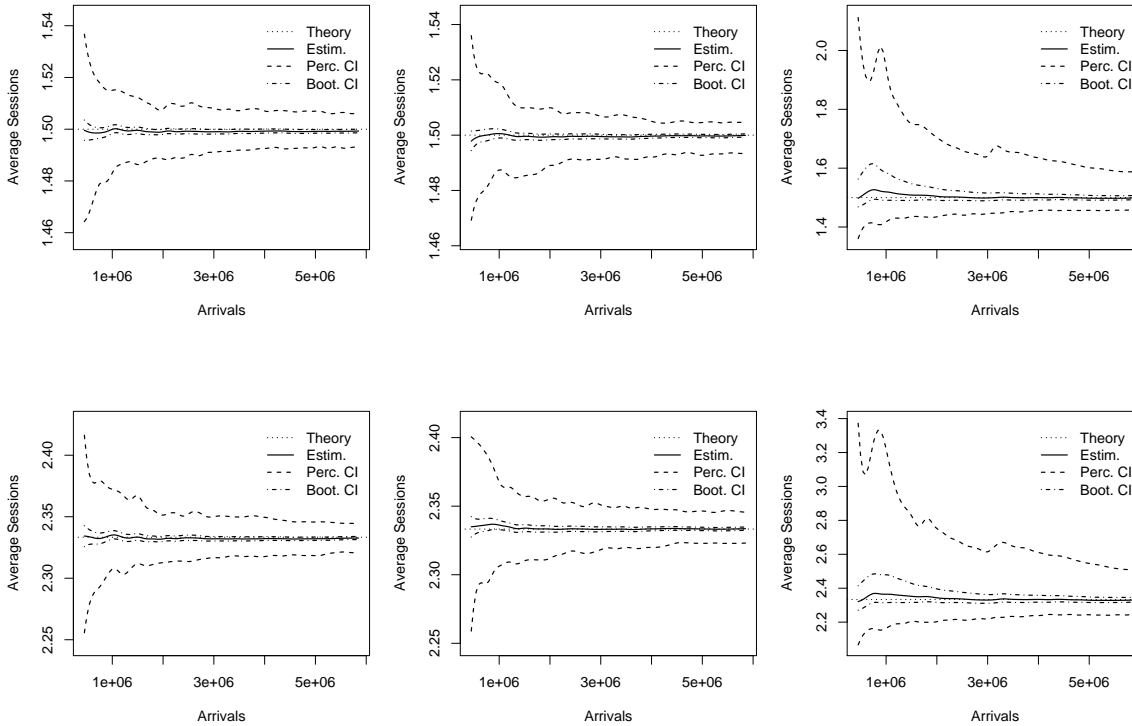 1.54
1.52
1.50
1.48
1.46
Average Sessions
Theory
Estim.
Perc. CI
Boot. CI
1e+06 3e+06 5e+06
Arrivals
1.54
1.52
1.50
1.48
1.46
Average Sessions
Theory
Estim.
Perc. CI
Boot. CI
1e+06 3e+06 5e+06
Arrivals
2.0
1.8
1.6
1.4
Average Sessions
Theory
Estim.
Perc. CI
Boot. CI
1e+06 3e+06 5e+06
Arrivals
2.40
2.35
2.30
2.25
Average Sessions
Theory
Estim.
Perc. CI
Boot. CI
1e+06 3e+06 5e+06
Arrivals
2.40
2.35
2.30
2.25
Average Sessions
Theory
Estim.
Perc. CI
Boot. CI
1e+06 3e+06 5e+06
Arrivals
3.4
3.2
3.0
2.8
2.6
2.4
2.2
Average Sessions
Theory
Estim.
Perc. CI
Boot. CI
1e+06 3e+06 5e+06
Arrivals